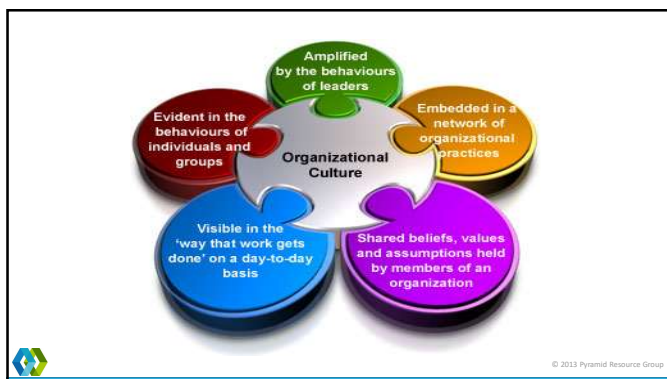 Amplified
by the behaviours
of leaders
Evident in the
behaviours of
individuals and
groups
Embedded in a
network of
organizational
practices
Organizational
Culture
Visible in the
‘way that work gets
done’ on a day-to-day
basis
Shared beliefs, values
and assumptions held
by members of an
organization
© 2013 Pyramid Resource Group